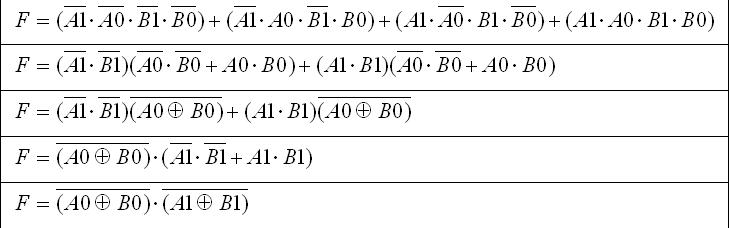 F = (A̅1̅·A̅0̅·B̅1̅·B̅0̅) + (A̅1̅·A0·B̅1̅·B0) + (A1·A̅0̅·B1·B̅0̅) + (A1·A0·B1·B0)
F = (A̅1̅·B̅1̅)(A̅0̅·B̅0̅ + A0·B0) + (A1·B1)(A̅0̅·B̅0̅ + A0·B0)
F = (A̅1̅·B̅1̅)(̅A̅0̅ ̅⊕̅ ̅B̅0̅)̅ + (A1·B1)(̅A̅0̅ ̅⊕̅ ̅B̅0̅)̅
F = (̅A̅0̅ ̅⊕̅ ̅B̅0̅)̅·(A̅1̅·B̅1̅ + A1·B1)
F = (̅A̅0̅ ̅⊕̅ ̅B̅0̅)̅·(̅A̅1̅ ̅⊕̅ ̅B̅1̅)̅